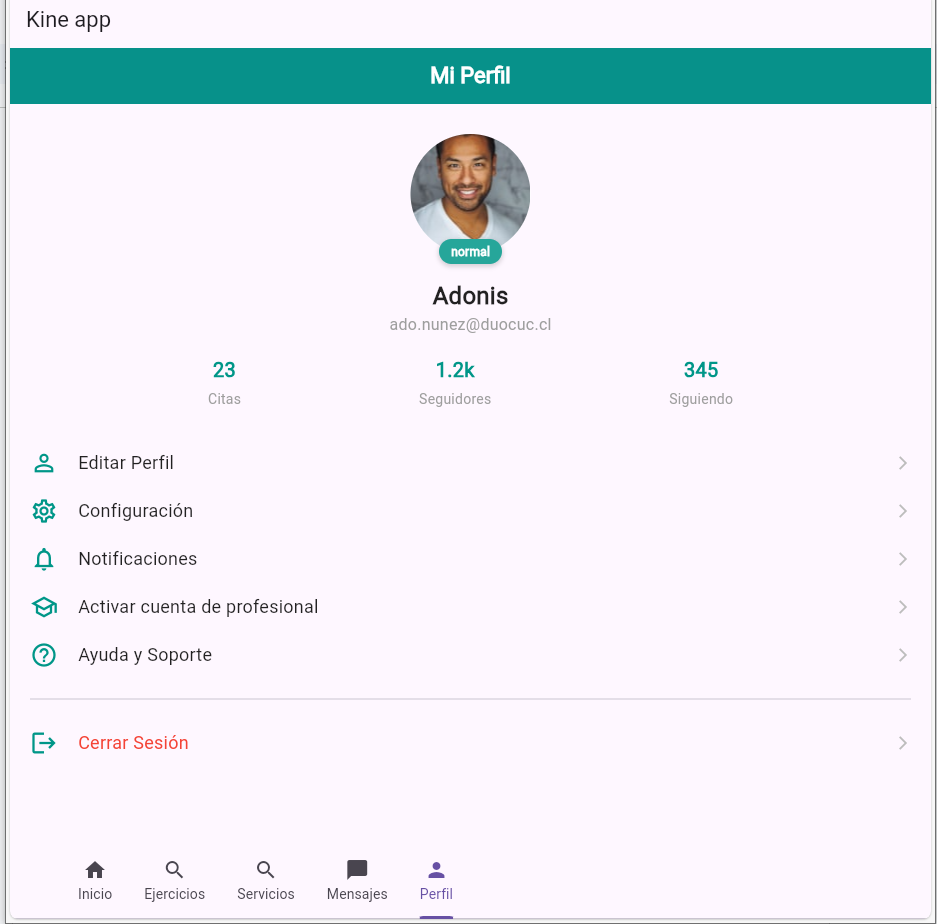 Kine app
Mi Perfil
normal
Adonis
ado.nunez@duocuc.cl
23 1.2k 345
Citas Seguidores Siguiendo
Editar Perfil
Configuración
Notificaciones
Activar cuenta de profesional
Ayuda y Soporte
Cerrar Sesión
Inicio Ejercicios Servicios Mensajes Perfil